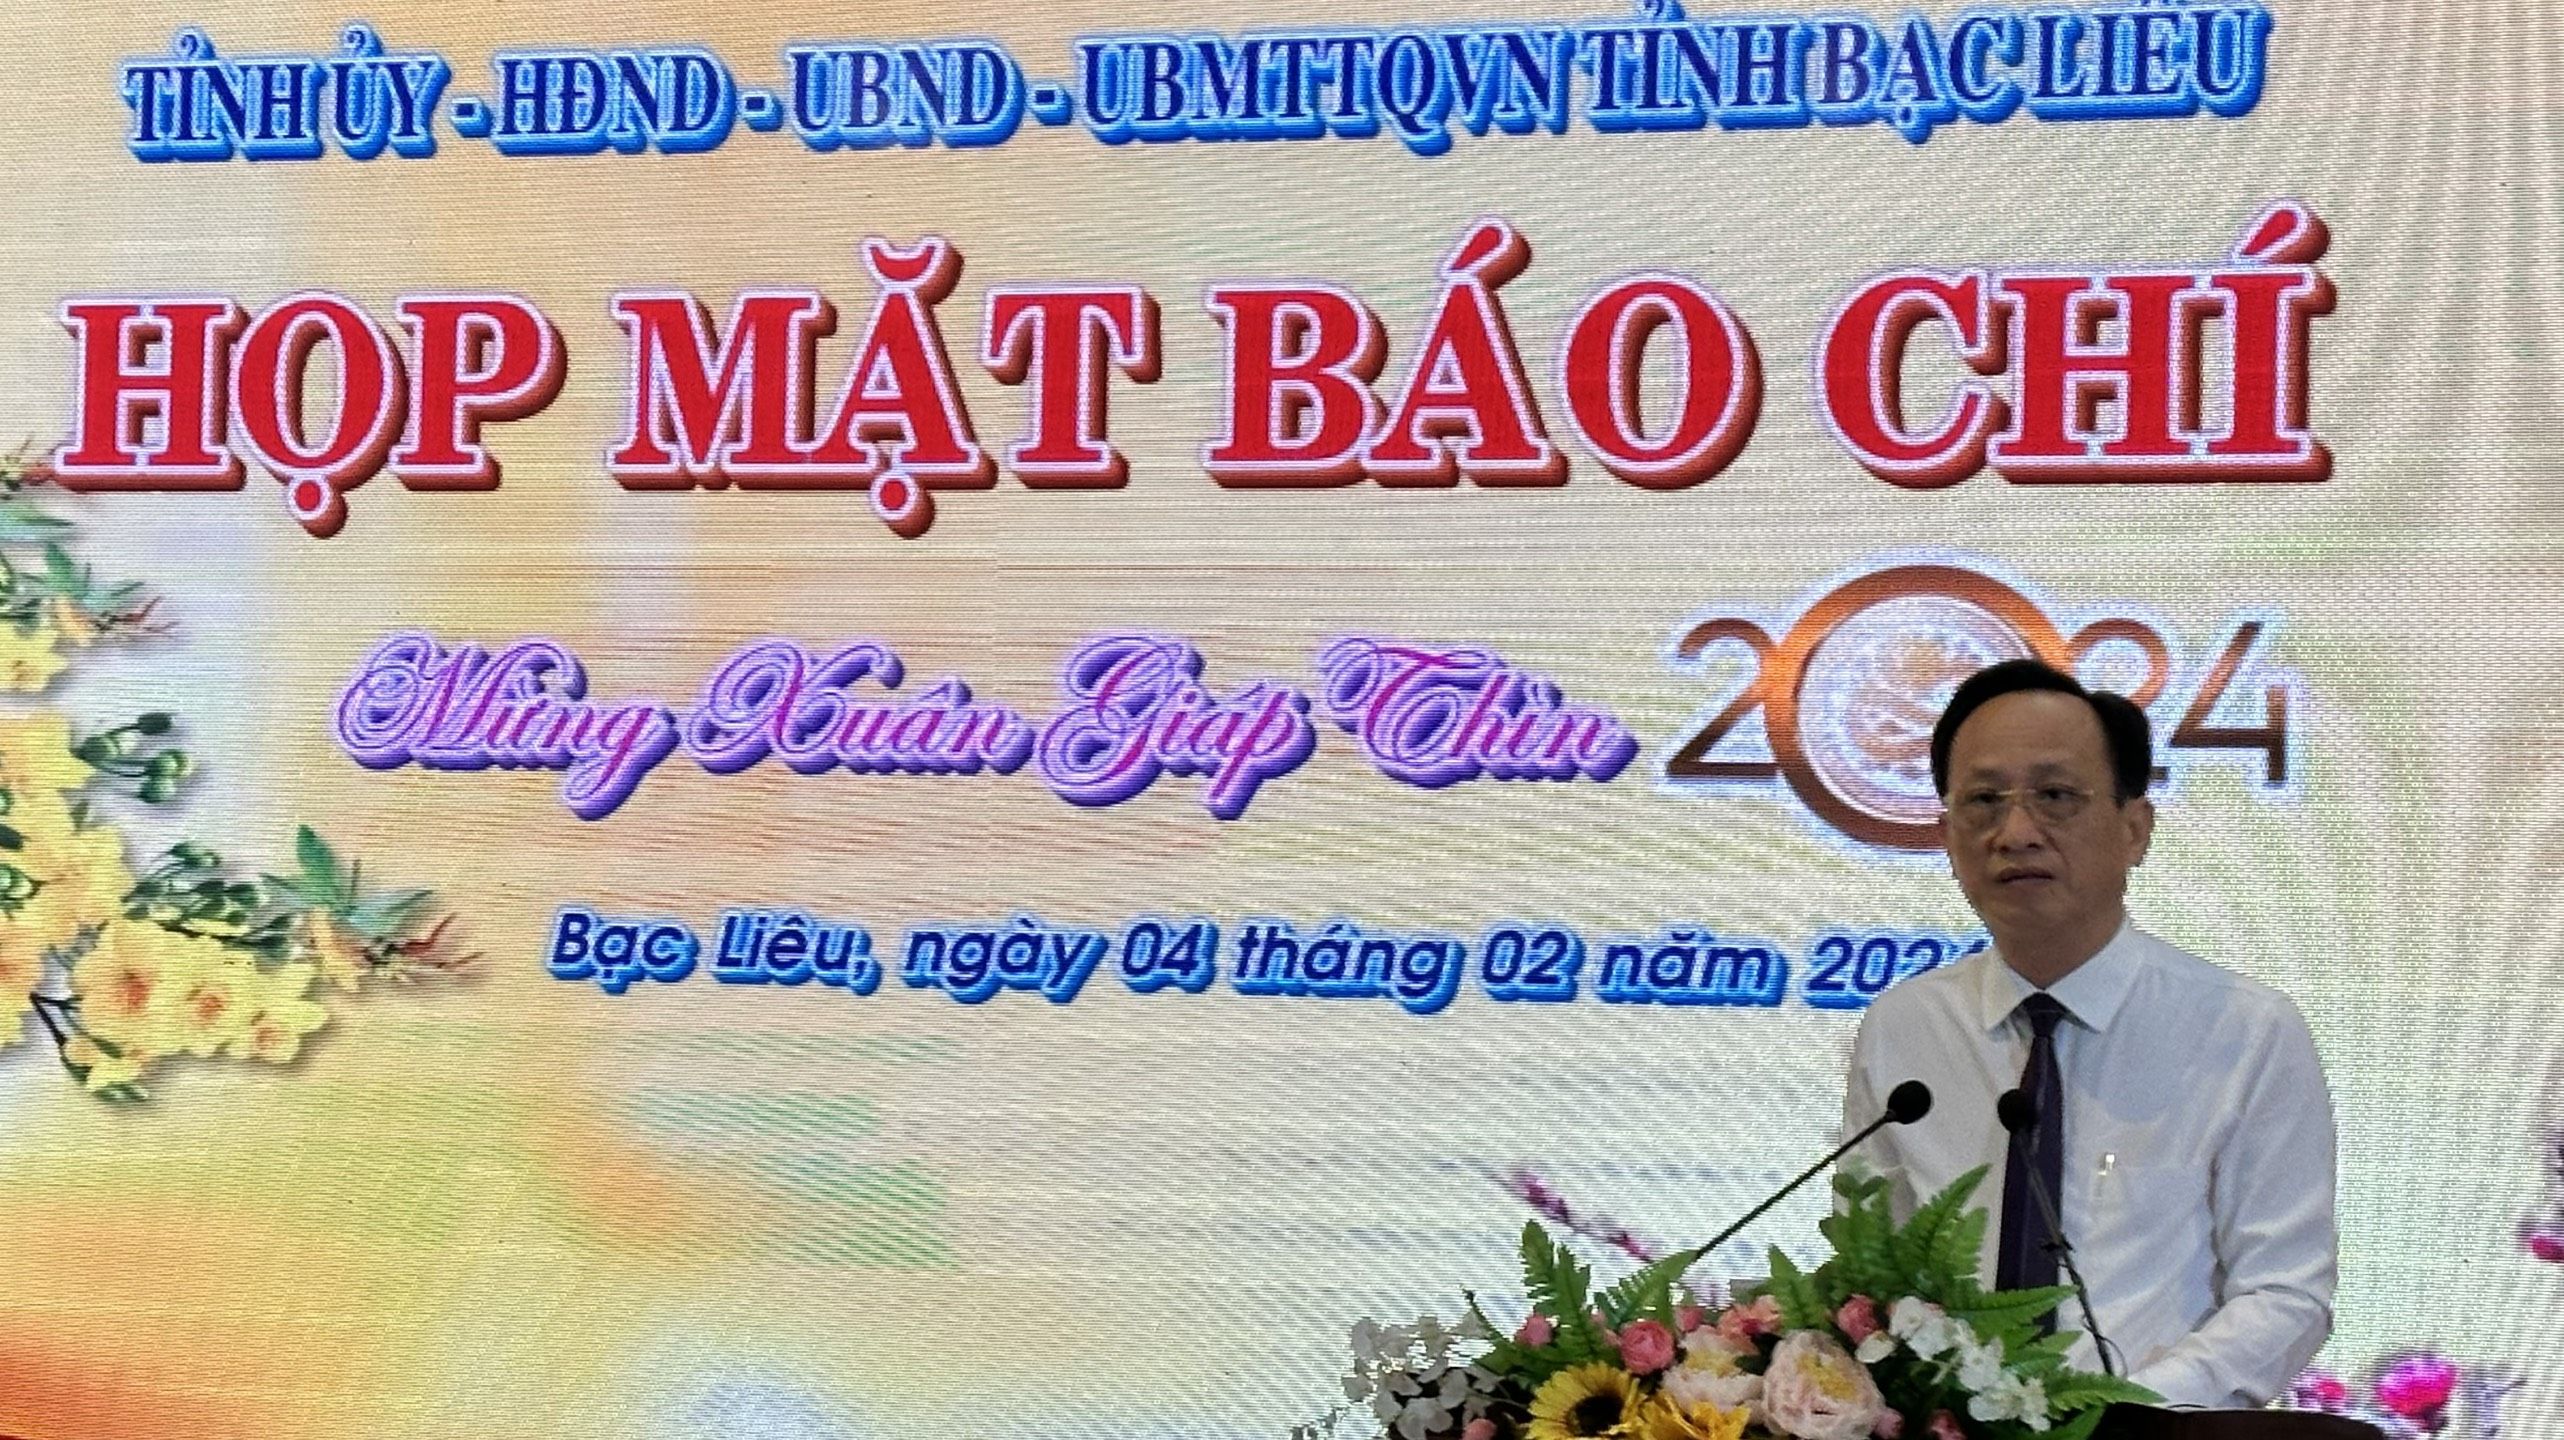 TỈNH ỦY - HĐND - UBND - UBMTTQVN TỈNH BẠC LIÊU
HỌP MẶT BÁO CHÍ
Mừng Xuân Giáp Thìn 2024
Bạc Liêu, ngày 04 tháng 02 năm